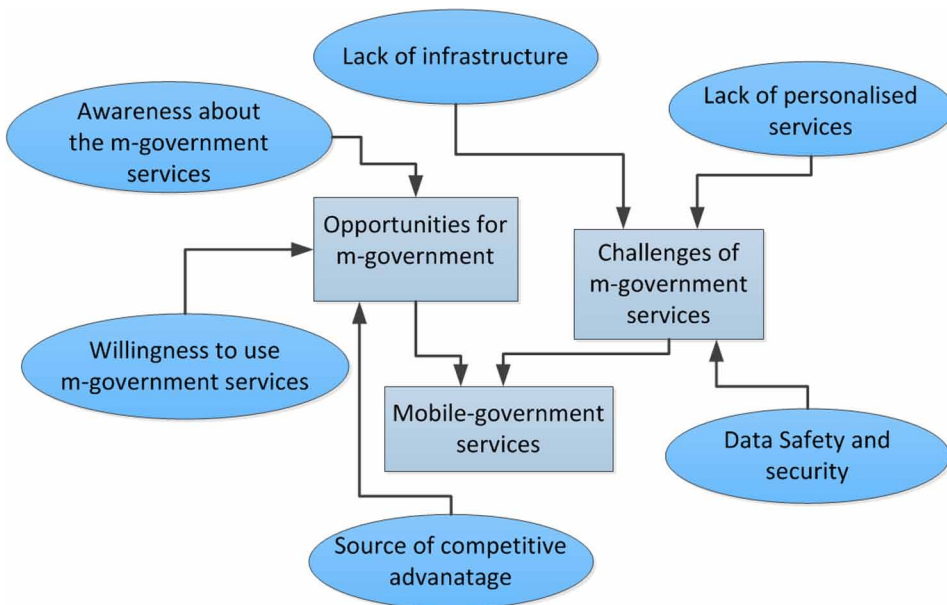 Lack of infrastructure
Awareness about
the m-government
services
Lack of personalised
services
Opportunities for
m-government
Challenges of
m-government
services
Willingness to use
m-government services
Mobile-government
services
Data Safety and
security
Source of competitive
advanatage